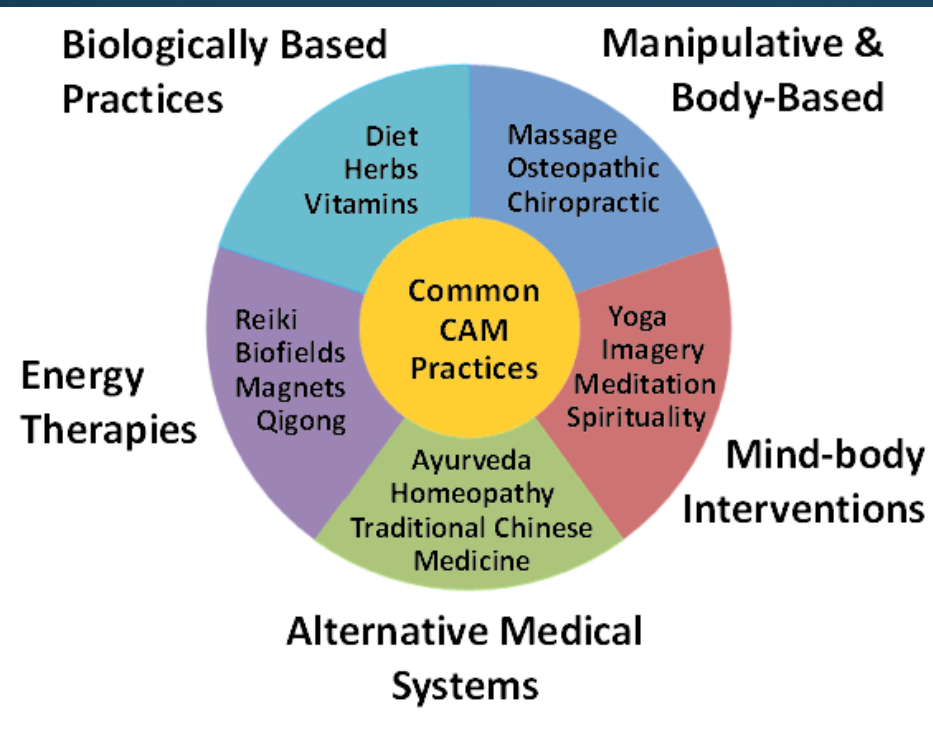 Biologically Based
Practices
Manipulative &
Body-Based
Diet
Herbs
Vitamins
Massage
Osteopathic
Chiropractic
Common
CAM
Practices
Reiki
Biofields
Magnets
Qigong
Yoga
Imagery
Meditation
Spirituality
Energy
Therapies
Ayurveda
Homeopathy
Traditional Chinese
Medicine
Mind-body
Interventions
Alternative Medical
Systems